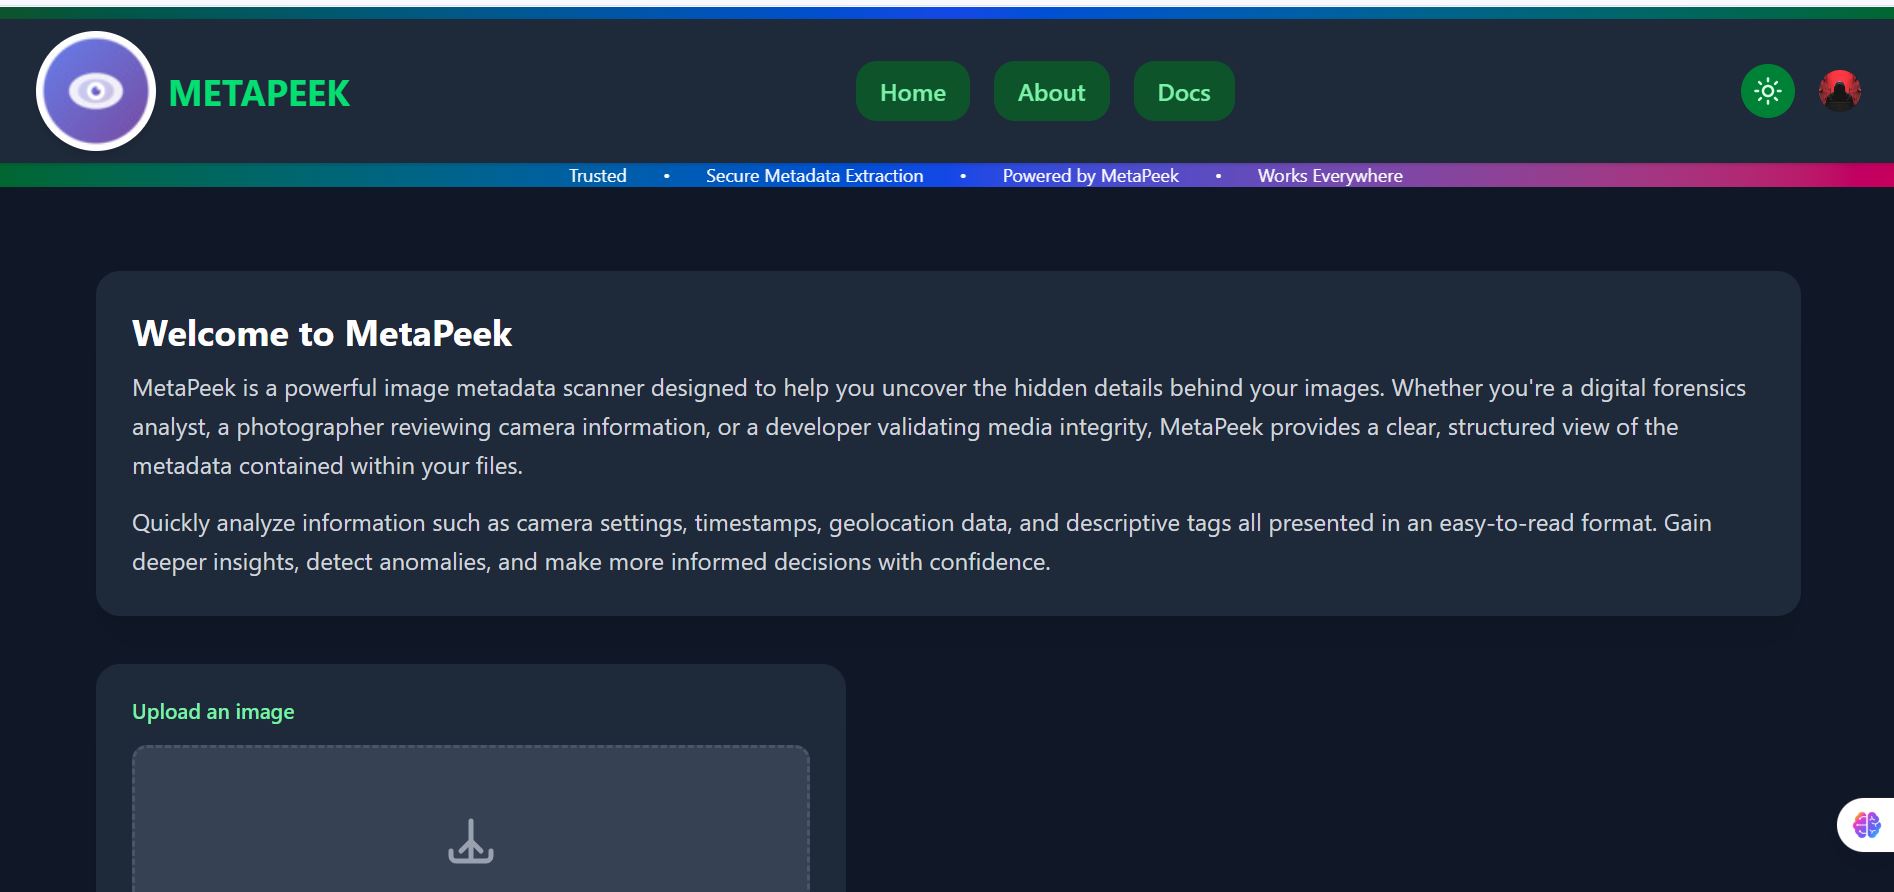 METAPEEK
Home
About
Docs
Trusted • Secure Metadata Extraction • Powered by MetaPeek • Works Everywhere
Welcome to MetaPeek
MetaPeek is a powerful image metadata scanner designed to help you uncover the hidden details behind your images. Whether you're a digital forensics
analyst, a photographer reviewing camera information, or a developer validating media integrity, MetaPeek provides a clear, structured view of the
metadata contained within your files.
Quickly analyze information such as camera settings, timestamps, geolocation data, and descriptive tags all presented in an easy-to-read format. Gain
deeper insights, detect anomalies, and make more informed decisions with confidence.
Upload an image